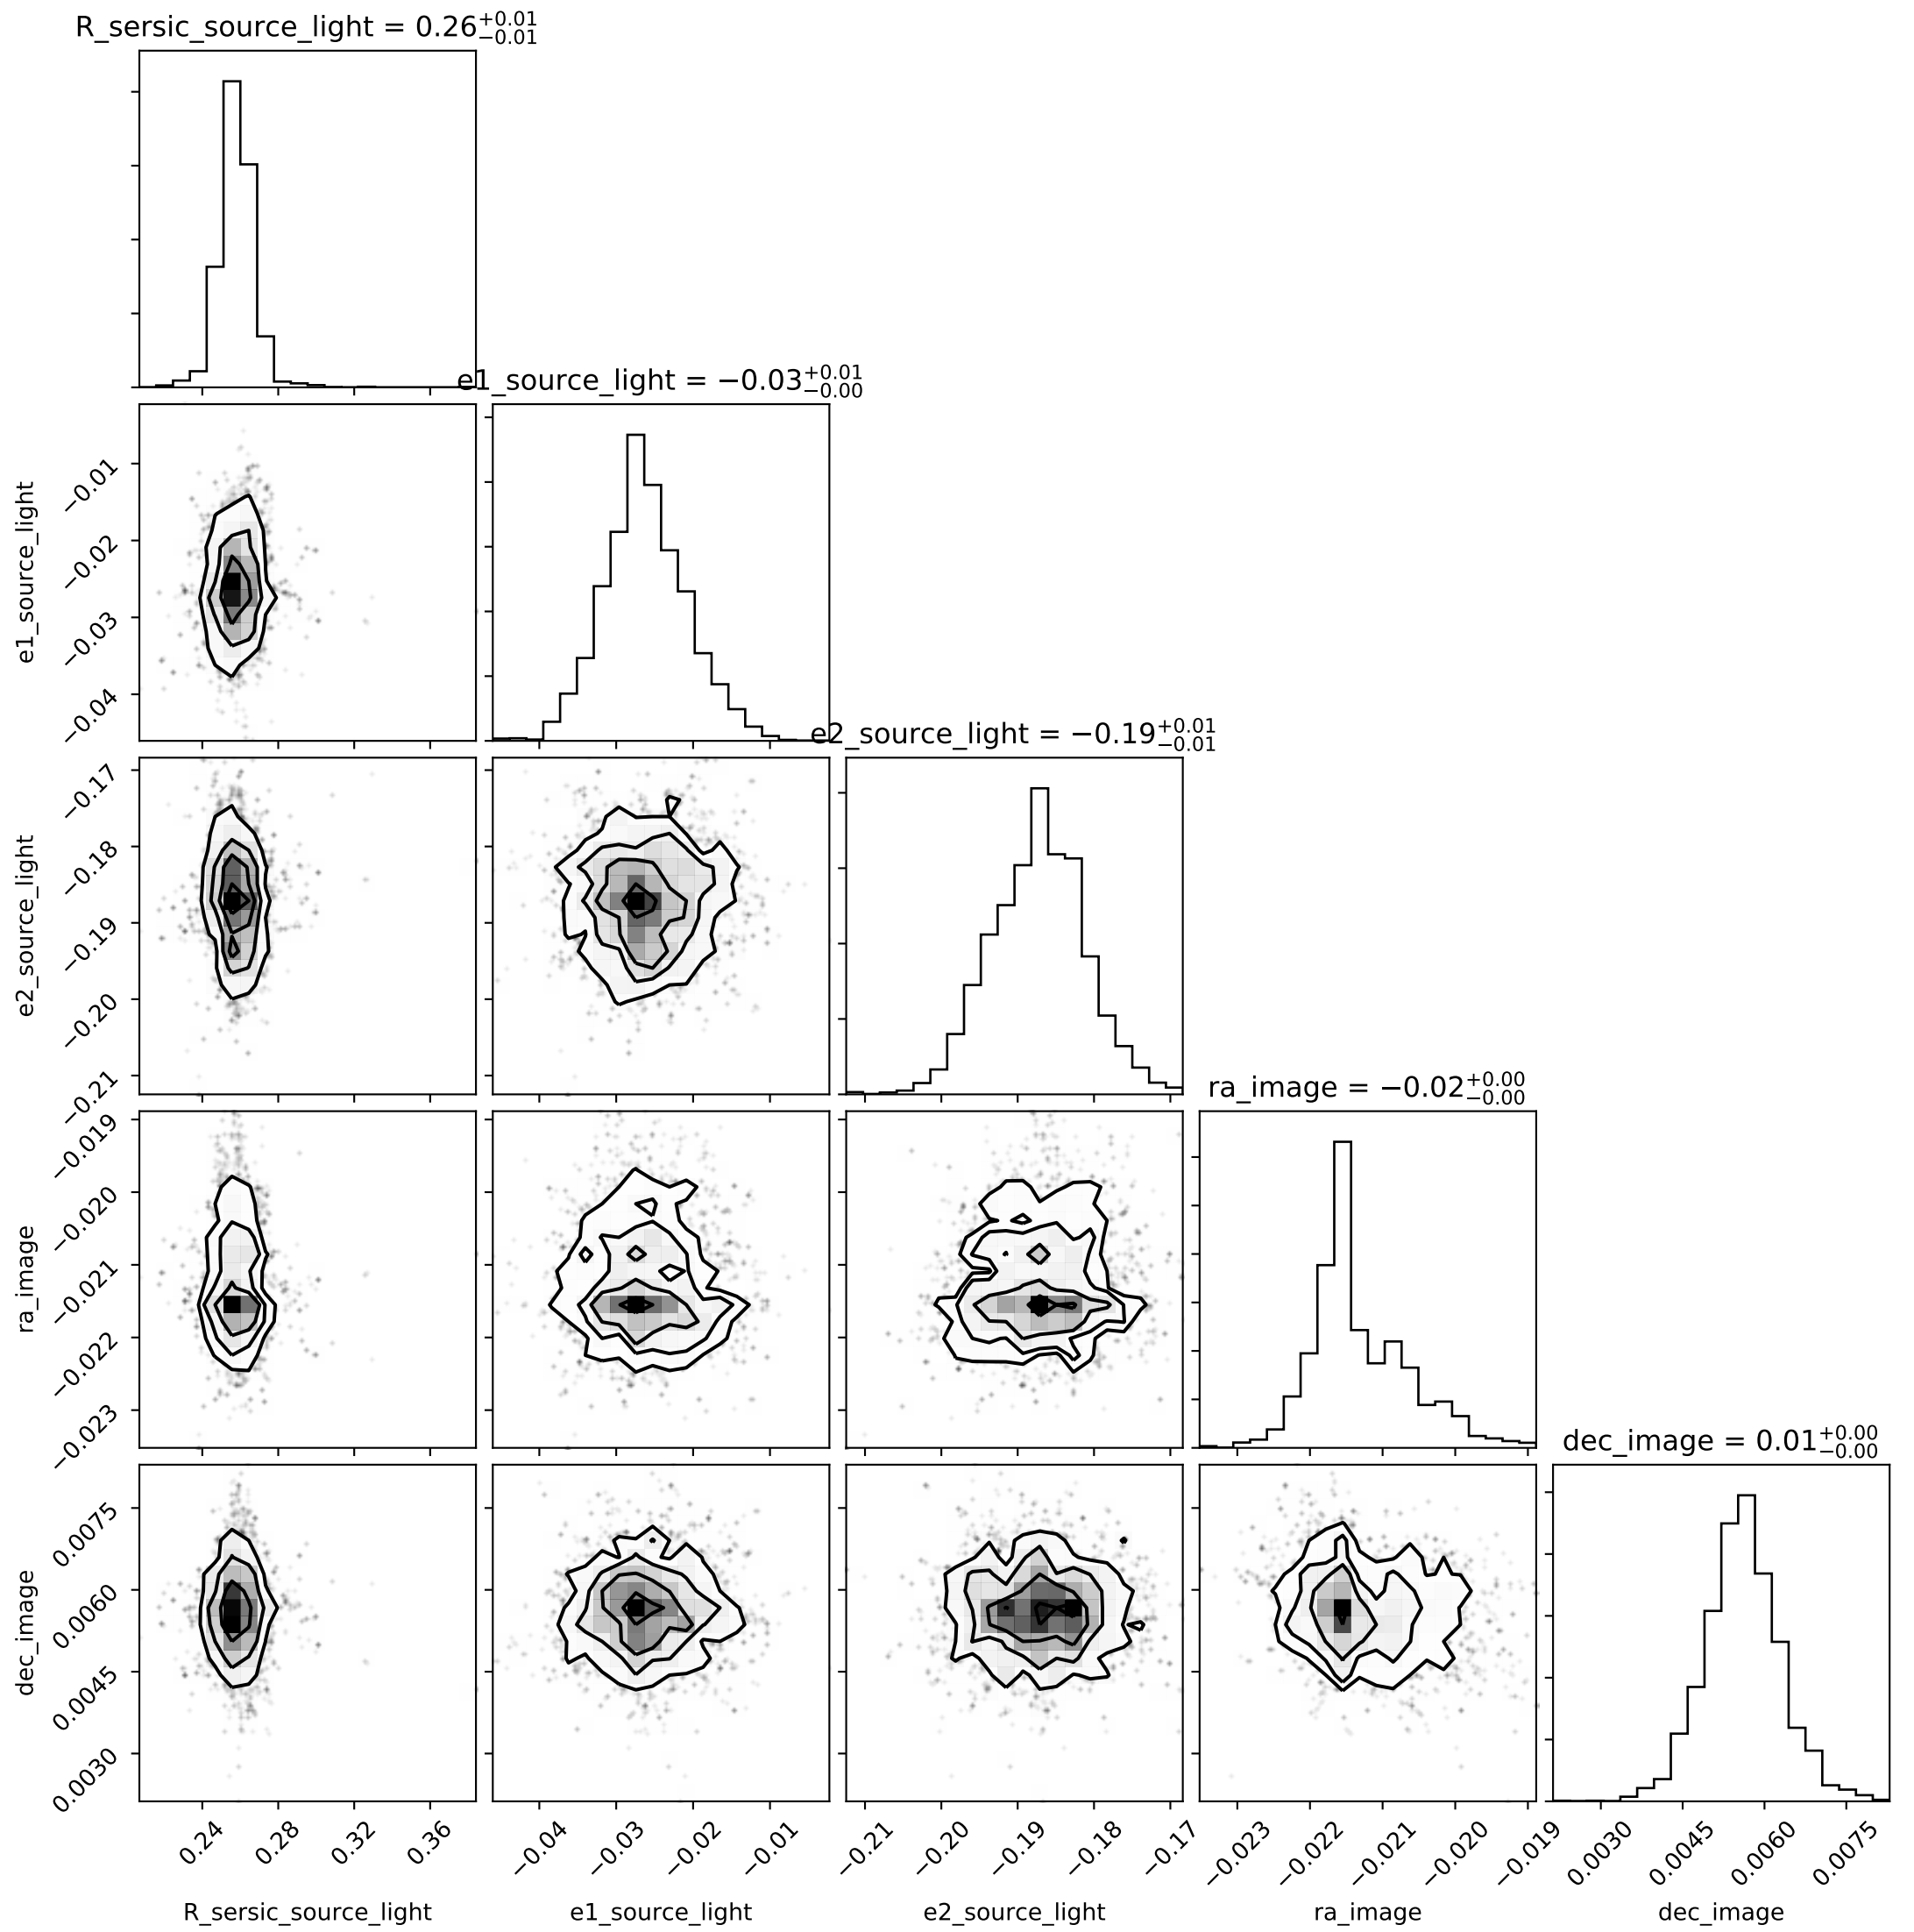 R_sersic_source_light = 0.26 +0.01 −0.01
e1_source_light = −0.03 +0.01 −0.00
e1_source_light
−0.01
−0.02
−0.03
−0.04
e2_source_light = −0.19 +0.01 −0.01
e2_source_light
−0.17
−0.18
−0.19
−0.20
−0.21
ra_image = −0.02 +0.00 −0.00
ra_image
−0.019
−0.020
−0.021
−0.022
−0.023
dec_image = 0.01 +0.00 −0.00
dec_image
0.0075
0.0060
0.0045
0.0030
0.24 0.28 0.32 0.36
−0.04 −0.03 −0.02 −0.01
−0.21 −0.20 −0.19 −0.18 −0.17
−0.023 −0.022 −0.021 −0.020 −0.019
0.0030 0.0045 0.0060 0.0075
R_sersic_source_light
e1_source_light
e2_source_light
ra_image
dec_image